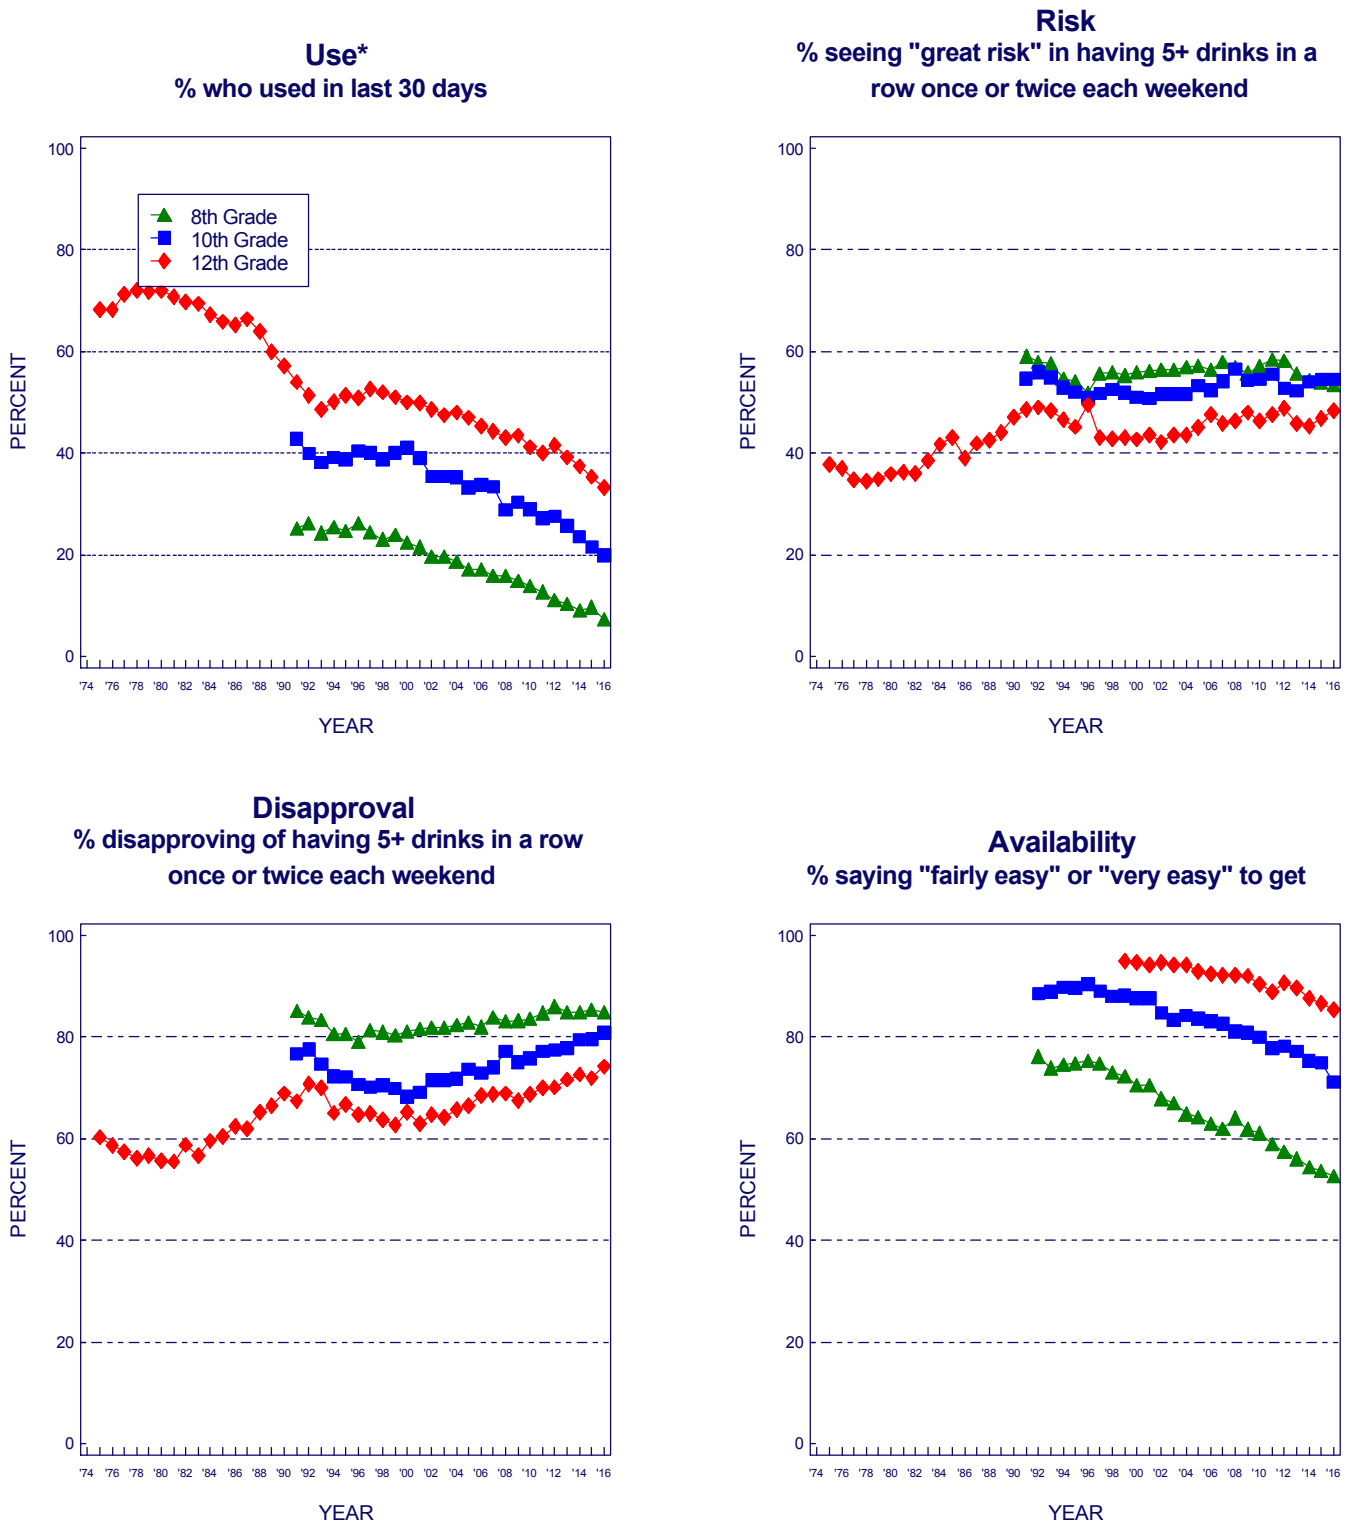 Use*
% who used in last 30 days
100
80
60
40
20
0
PERCENT
8th Grade
10th Grade
12th Grade
'74 '76 '78 '80 '82 '84 '86 '88 '90 '92 '94 '96 '98 '00 '02 '04 '06 '08 '10 '12 '14 '16
YEAR
Risk
% seeing "great risk" in having 5+ drinks in a
row once or twice each weekend
100
80
60
40
20
0
PERCENT
'74 '76 '78 '80 '82 '84 '86 '88 '90 '92 '94 '96 '98 '00 '02 '04 '06 '08 '10 '12 '14 '16
YEAR
Disapproval
% disapproving of having 5+ drinks in a row
once or twice each weekend
100
80
60
40
20
0
PERCENT
'74 '76 '78 '80 '82 '84 '86 '88 '90 '92 '94 '96 '98 '00 '02 '04 '06 '08 '10 '12 '14 '16
YEAR
Availability
% saying "fairly easy" or "very easy" to get
100
80
60
40
20
0
PERCENT
'74 '76 '78 '80 '82 '84 '86 '88 '90 '92 '94 '96 '98 '00 '02 '04 '06 '08 '10 '12 '14 '16
YEAR